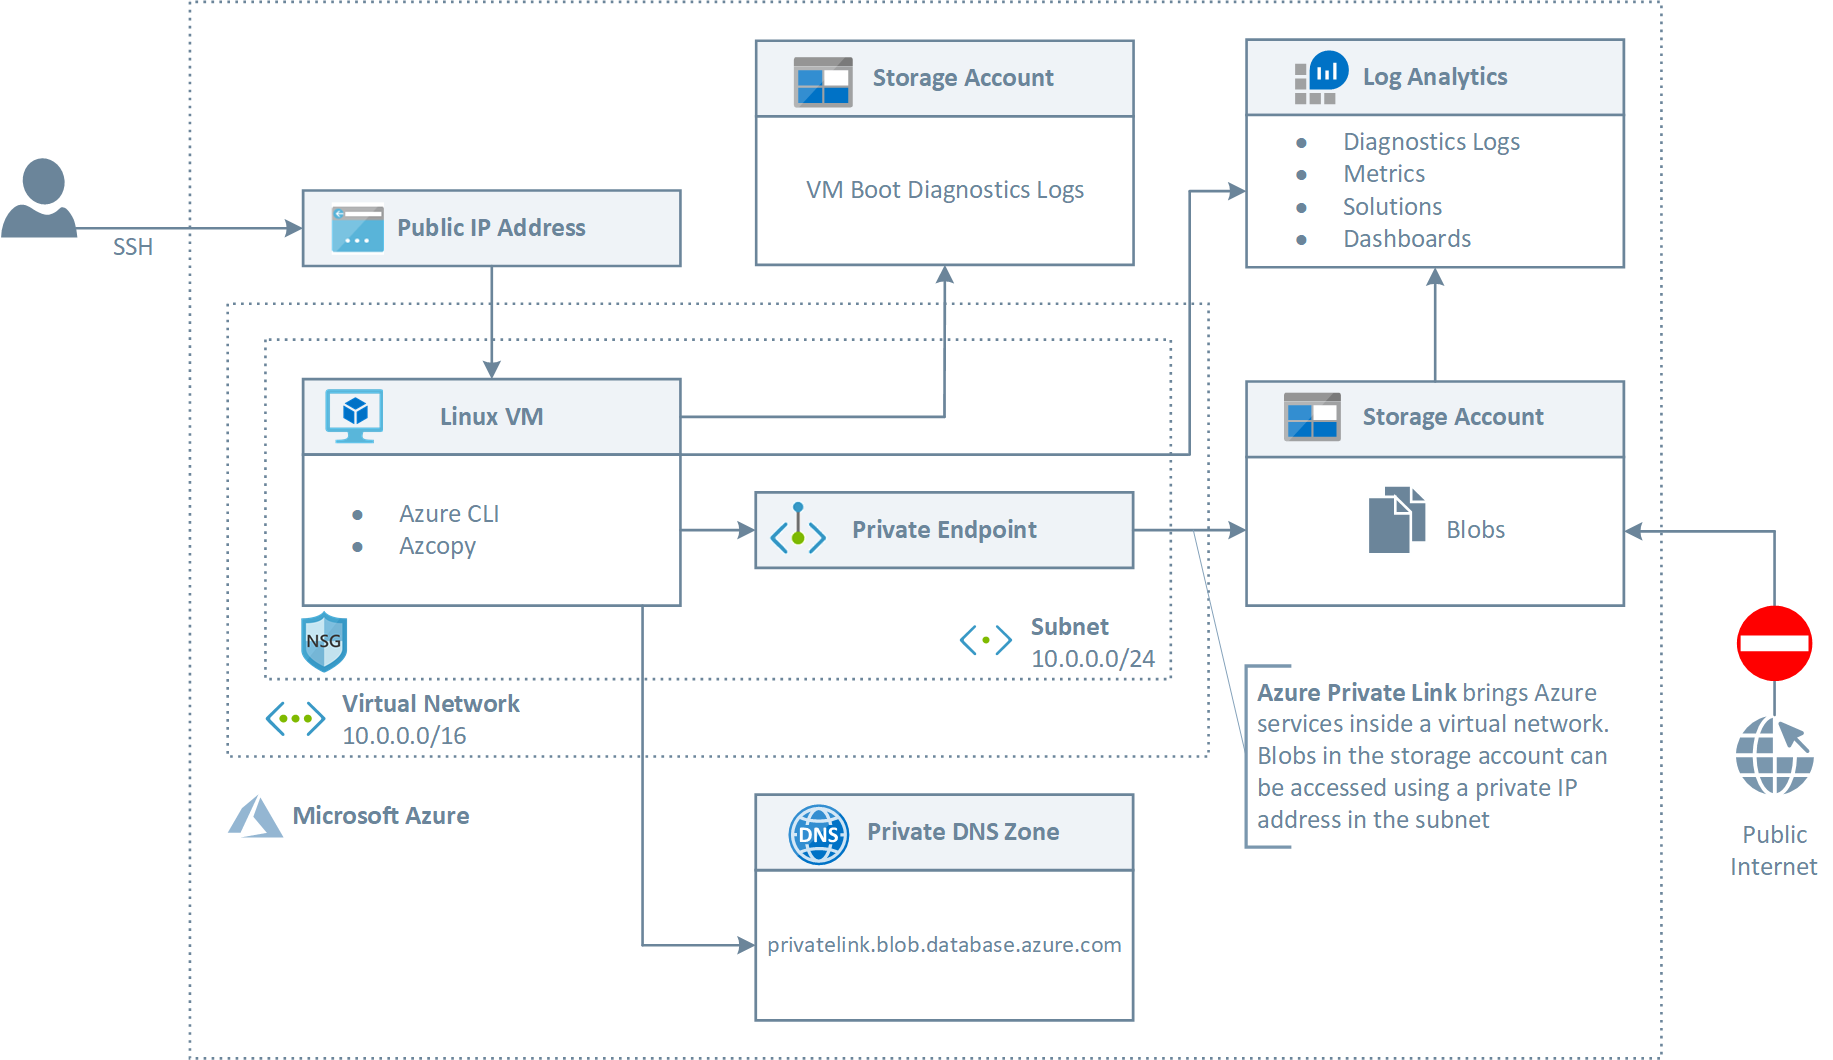 SSH
Public IP Address
Storage Account
VM Boot Diagnostics Logs
Log Analytics
Diagnostics Logs
Metrics
Solutions
Dashboards
Linux VM
Azure CLI
Azcopy
NSG
Private Endpoint
Subnet
10.0.0.0/24
Virtual Network
10.0.0.0/16
Storage Account
Blobs
Azure Private Link brings Azure
services inside a virtual network.
Blobs in the storage account can
be accessed using a private IP
address in the subnet
Public
Internet
Microsoft Azure
DNS
Private DNS Zone
privatelink.blob.database.azure.com